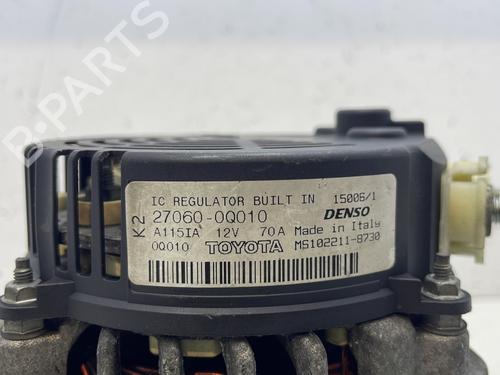 B-PARTS
IC REGULATOR BUILT IN 15006/1
K2 27060-0Q010 DENSO
A115IA 12V 70A Made in Italy
0Q010 TOYOTA MS102211-8730